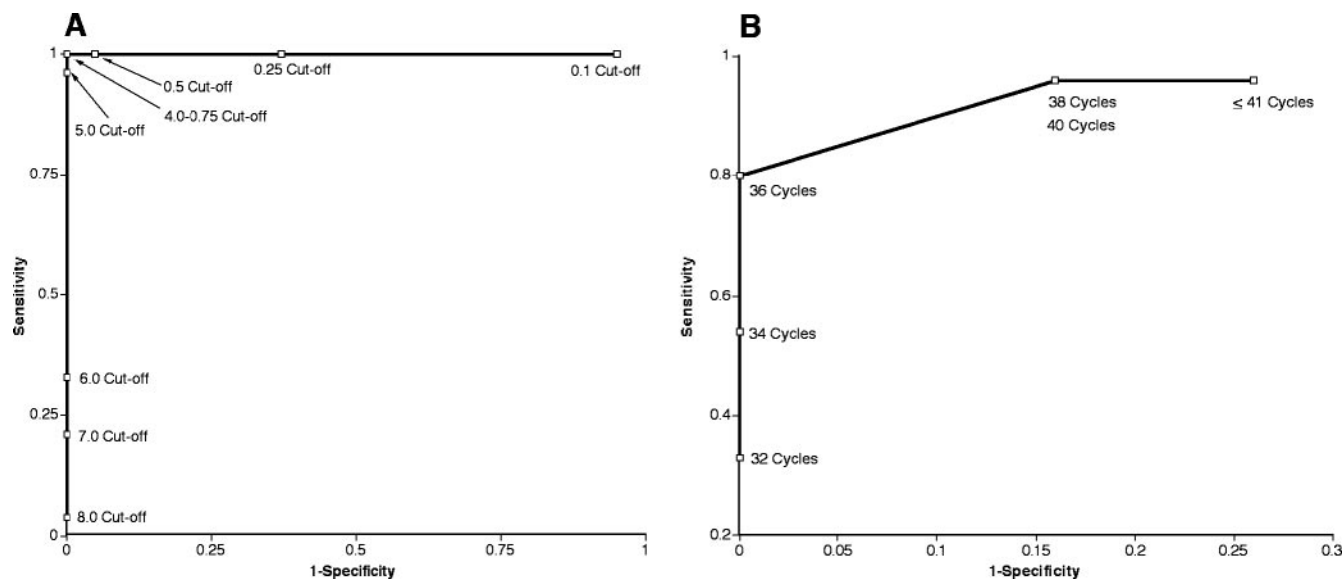 A
1
0.25 Cut-off
0.1 Cut-off
0.5 Cut-off
4.0-0.75 Cut-off
5.0 Cut-off
0.75
0.5
Sensitivity
6.0 Cut-off
0.25
7.0 Cut-off
8.0 Cut-off
0
0 0.25 0.5 0.75 1
1-Specificity
B
1
38 Cycles
≤ 41 Cycles
40 Cycles
0.8
36 Cycles
Sensitivity
0.6
34 Cycles
0.4
32 Cycles
0.2
0 0.05 0.1 0.15 0.2 0.25 0.3
1-Specificity